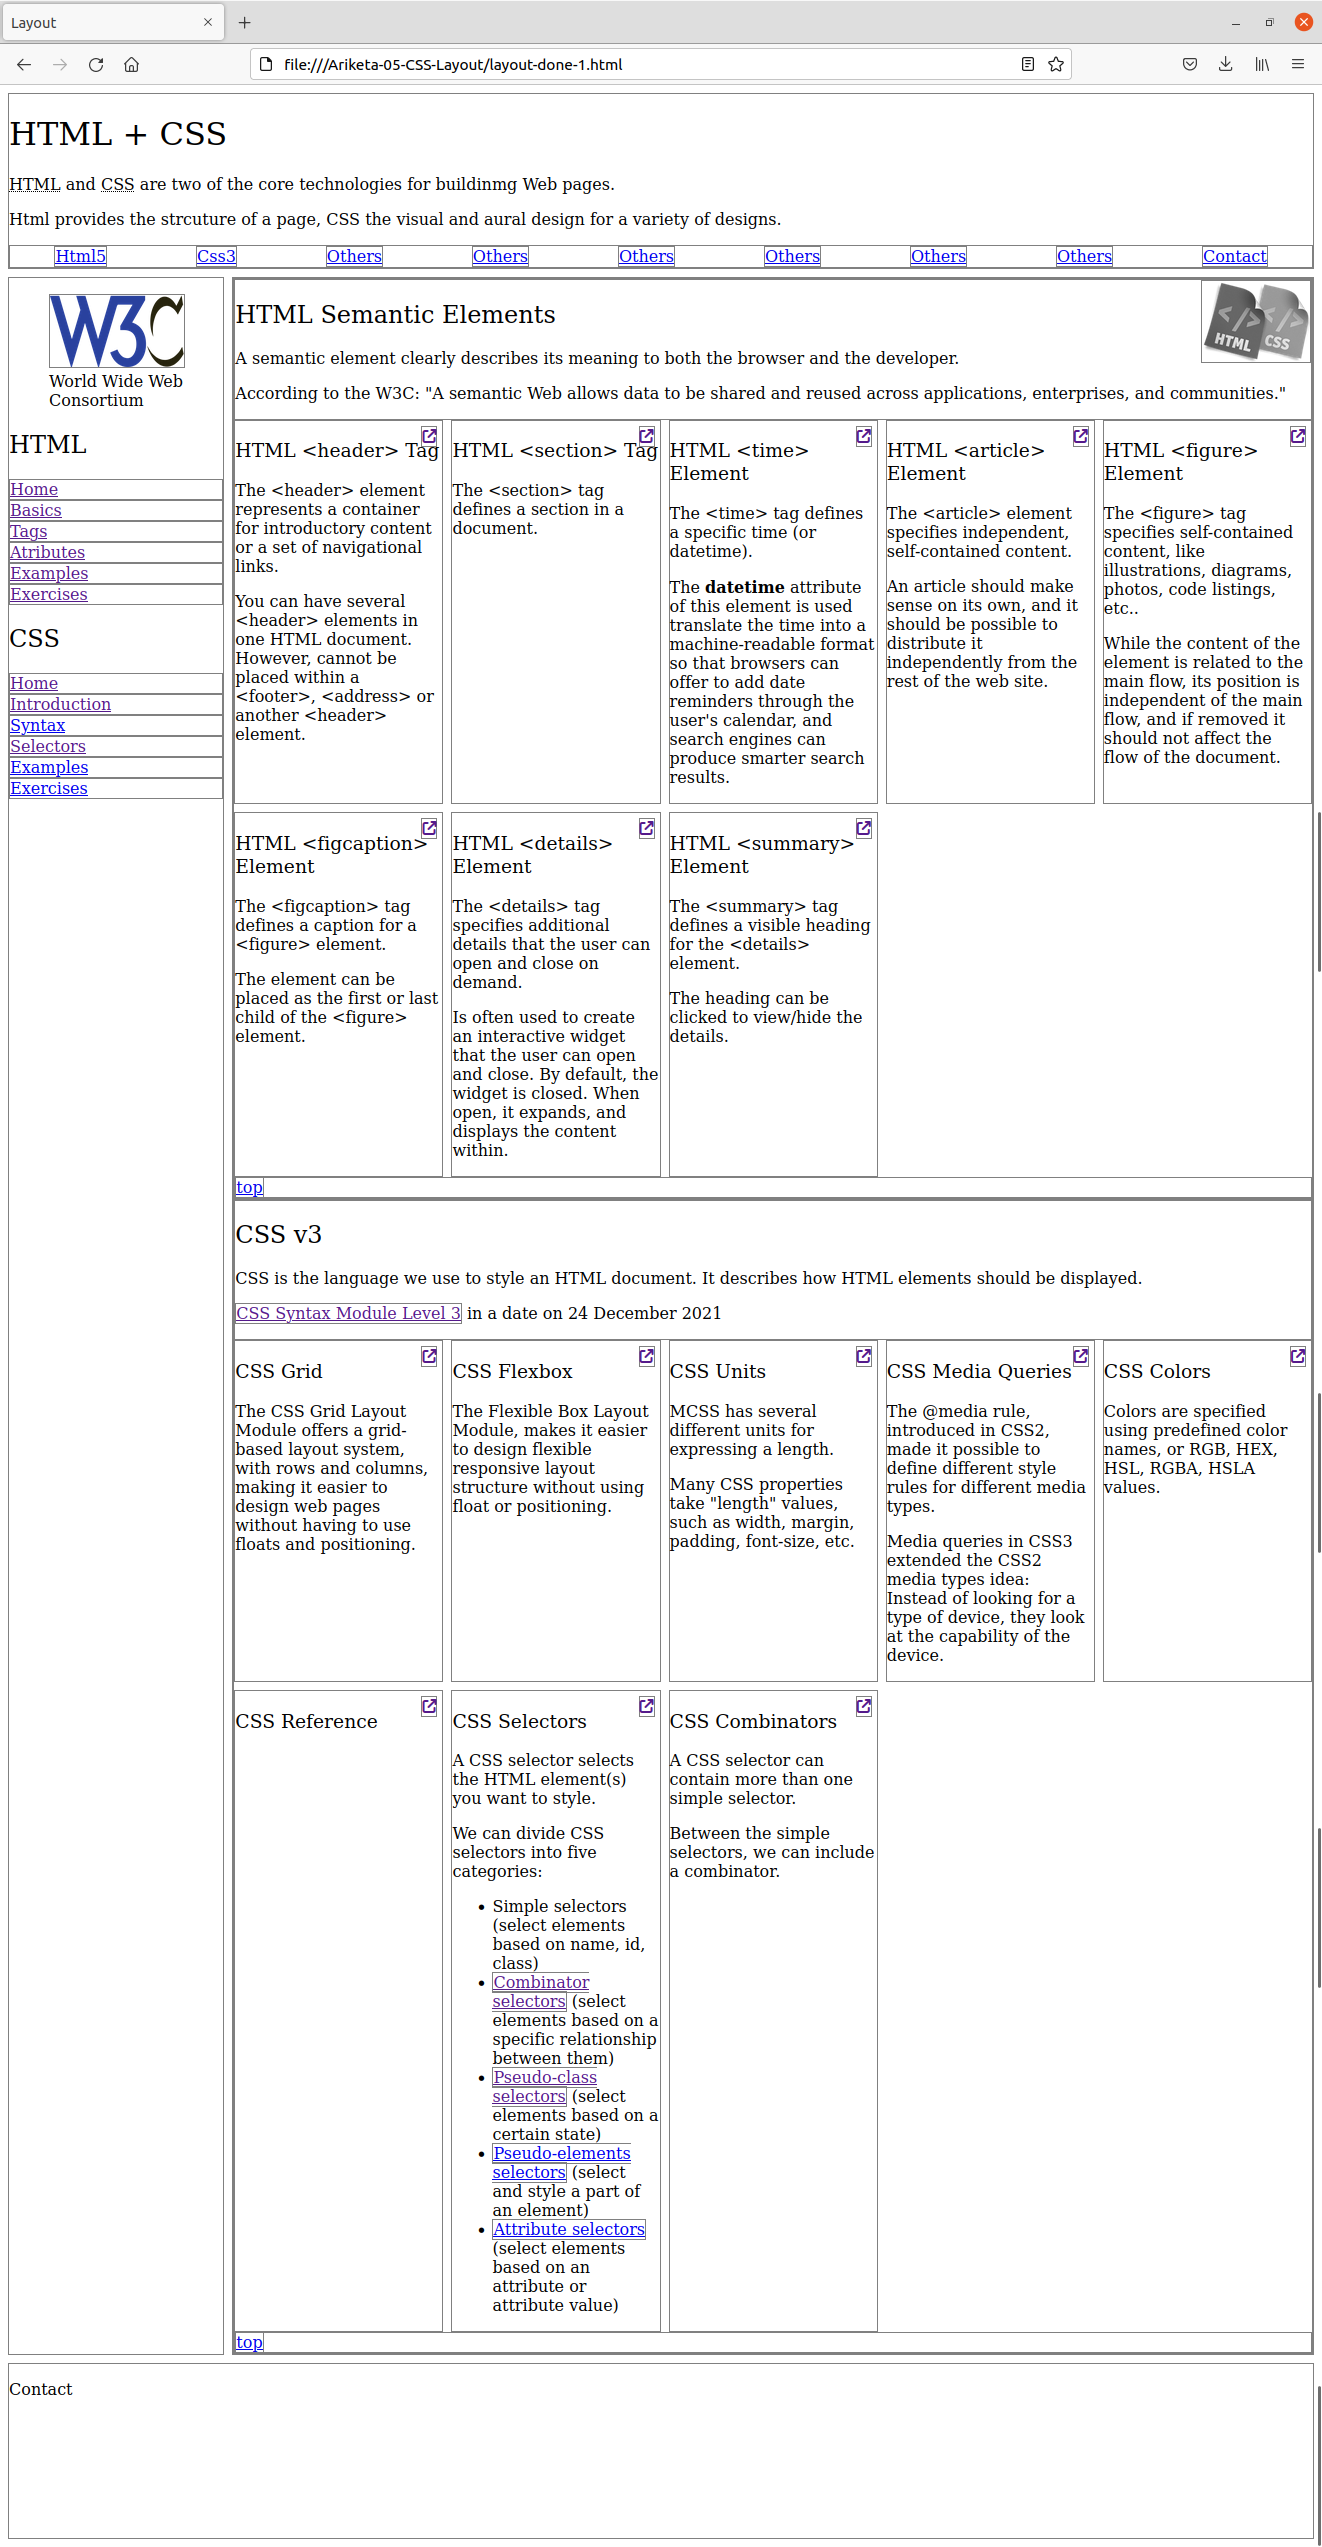 Layout
file:///Ariketa-05-CSS-Layout/layout-done-1.html
HTML + CSS
HTML and CSS are two of the core technologies for buildinmg Web pages.
Html provides the strcuture of a page, CSS the visual and aural design for a variety of designs.
Html5 Css3 Others Others Others Others Others Others Contact
W3C
World Wide Web
Consortium
HTML
Home
Basics
Tags
Atributes
Examples
Exercises
CSS
Home
Introduction
Syntax
Selectors
Examples
Exercises
HTML Semantic Elements
</> HTML </> CSS
A semantic element clearly describes its meaning to both the browser and the developer.
According to the W3C: "A semantic Web allows data to be shared and reused across applications, enterprises, and communities."
HTML <header> Tag
The <header> element
represents a container
for introductory content
or a set of navigational
links.
You can have several
<header> elements in
one HTML document.
However, cannot be
placed within a
<footer>, <address> or
another <header>
element.
HTML <section> Tag
The <section> tag
defines a section in a
document.
HTML <time>
Element
The <time> tag defines
a specific time (or
datetime).
The datetime attribute
of this element is used
translate the time into a
machine-readable format
so that browsers can
offer to add date
reminders through the
user's calendar, and
search engines can
produce smarter search
results.
HTML <article>
Element
The <article> element
specifies independent,
self-contained content.
An article should make
sense on its own, and it
should be possible to
distribute it
independently from the
rest of the web site.
HTML <figure>
Element
The <figure> tag
specifies self-contained
content, like
illustrations, diagrams,
photos, code listings,
etc..
While the content of the
element is related to the
main flow, its position is
independent of the main
flow, and if removed it
should not affect the
flow of the document.
HTML <figcaption>
Element
The <figcaption> tag
defines a caption for a
<figure> element.
The element can be
placed as the first or last
child of the <figure>
element.
HTML <details>
Element
The <details> tag
specifies additional
details that the user can
open and close on
demand.
Is often used to create
an interactive widget
that the user can open
and close. By default, the
widget is closed. When
open, it expands, and
displays the content
within.
HTML <summary>
Element
The <summary> tag
defines a visible heading
for the <details>
element.
The heading can be
clicked to view/hide the
details.
top
CSS v3
CSS is the language we use to style an HTML document. It describes how HTML elements should be displayed.
CSS Syntax Module Level 3 in a date on 24 December 2021
CSS Grid
The CSS Grid Layout
Module offers a grid-
based layout system,
with rows and columns,
making it easier to
design web pages
without having to use
floats and positioning.
CSS Flexbox
The Flexible Box Layout
Module, makes it easier
to design flexible
responsive layout
structure without using
float or positioning.
CSS Units
MCSS has several
different units for
expressing a length.
Many CSS properties
take "length" values,
such as width, margin,
padding, font-size, etc.
CSS Media Queries
The @media rule,
introduced in CSS2,
made it possible to
define different style
rules for different media
types.
Media queries in CSS3
extended the CSS2
media types idea:
Instead of looking for a
type of device, they look
at the capability of the
device.
CSS Colors
Colors are specified
using predefined color
names, or RGB, HEX,
HSL, RGBA, HSLA
values.
CSS Reference
CSS Selectors
A CSS selector selects
the HTML element(s)
you want to style.
We can divide CSS
selectors into five
categories:
• Simple selectors
(select elements
based on name, id,
class)
• Combinator
selectors (select
elements based on a
specific relationship
between them)
• Pseudo-class
selectors (select
elements based on a
certain state)
• Pseudo-elements
selectors (select
and style a part of
an element)
• Attribute selectors
(select elements
based on an
attribute or
attribute value)
CSS Combinators
A CSS selector can
contain more than one
simple selector.
Between the simple
selectors, we can include
a combinator.
top
Contact